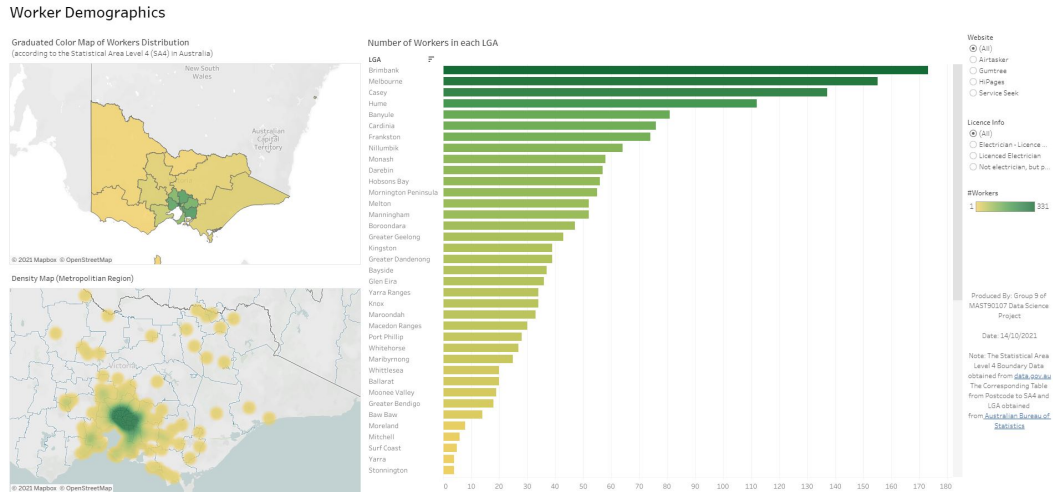 Worker Demographics
Graduated Color Map of Workers Distribution
(according to the Statistical Area Level 4 (SA4) in Australia)
New South
Wales
Australian
Capital
Territory
© 2021 Mapbox © OpenStreetMap
Density Map (Metropolitian Region)
Victoria
© 2021 Mapbox © OpenStreetMap
Number of Workers in each LGA
LGA
Brimbank
Melbourne
Casey
Hume
Banyule
Cardinia
Frankston
Nillumbik
Monash
Darebin
Hobsons Bay
Mornington Peninsula
Melton
Manningham
Boroondara
Greater Geelong
Kingston
Greater Dandenong
Bayside
Glen Eira
Yarra Ranges
Knox
Maroondah
Macedon Ranges
Port Phillip
Whitehorse
Maribyrnong
Whittlesea
Ballarat
Moonee Valley
Greater Bendigo
Baw Baw
Moreland
Mitchell
Surf Coast
Yarra
Stonnington
0 10 20 30 40 50 60 70 80 90 100 110 120 130 140 150 160 170 180
Website
(All)
Airtasker
Gumtree
HiPages
Service Seek
Licence Info
(All)
Electrician - Licence ...
Licenced Electrician
Not electrician, but p...
#Workers
1 331
Produced By: Group 9 of
MAST90107 Data Science
Project
Data: 14/10/2021
Note: The Statistical Area
Level 4 Boundary Data
obtained from data.gov.au
The Corresponding Table
from Postcode to SA4 and
LGA obtained
from Australian Bureau of
Statistics